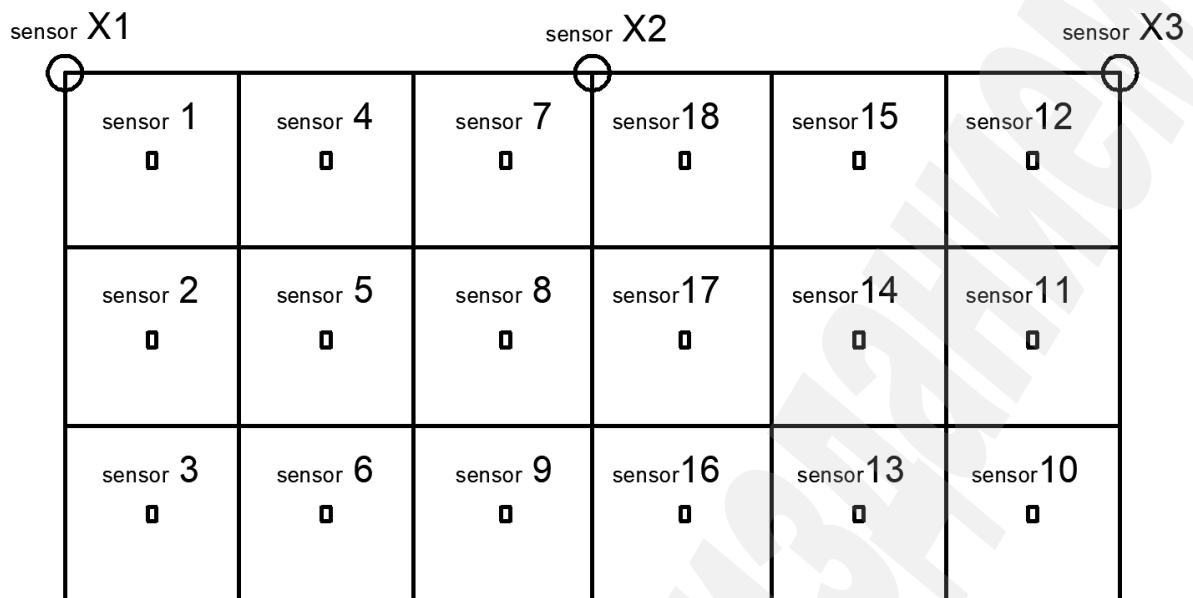 sensor X1 sensor X2 sensor X3
sensor 1 sensor 4 sensor 7 sensor18 sensor15 sensor12
sensor 2 sensor 5 sensor 8 sensor17 sensor14 sensor11
sensor 3 sensor 6 sensor 9 sensor16 sensor13 sensor10
изданием